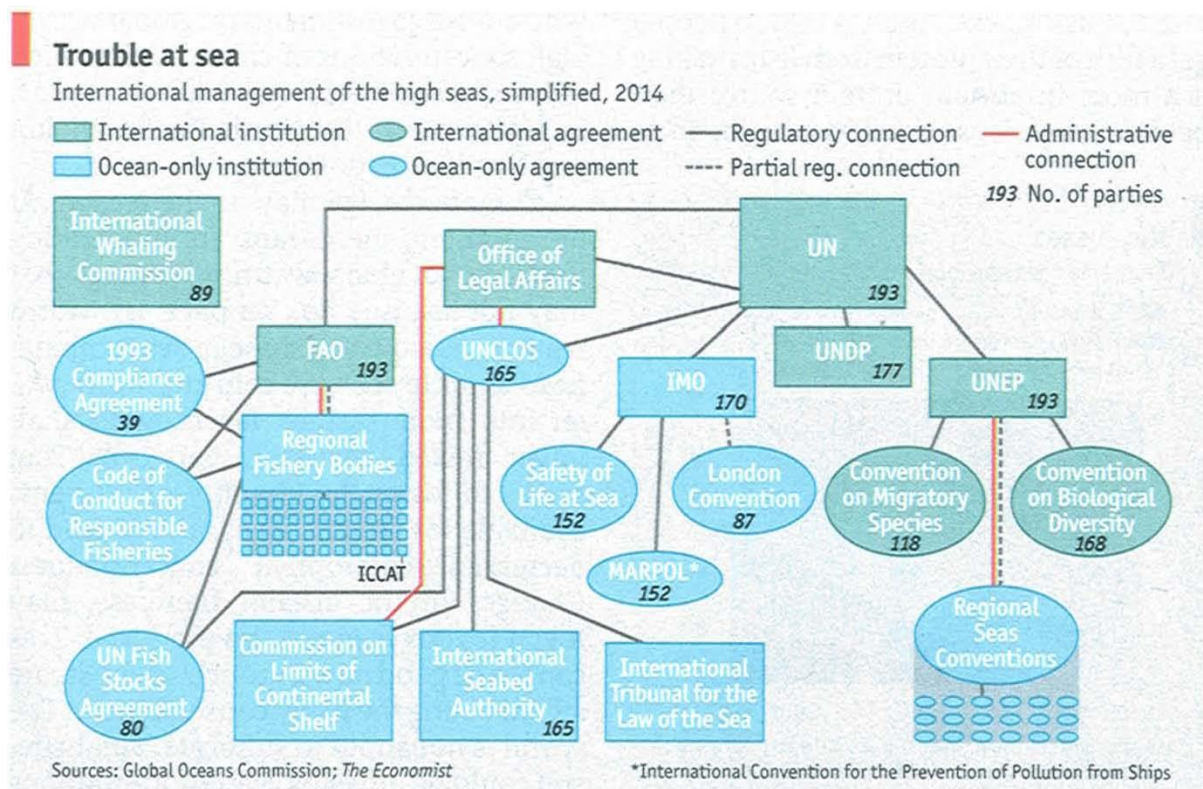 Trouble at sea
International management of the high seas, simplified, 2014
International institution
International agreement
Regulatory connection
Administrative
connection
Ocean-only institution
Ocean-only agreement
Partial reg. connection
193 No. of parties
International
Whaling
Commission
89
Office of
Legal Affairs
UN
193
1993
Compliance
Agreement
39
FAO
193
UNCLOS
165
IMO
170
UNDP
177
UNEP
193
Regional
Fishery Bodies
Code of
Conduct for
Responsible
Fisheries
Safety of
Life at Sea
152
London
Convention
87
Convention
on Migratory
Species
118
Convention
on Biological
Diversity
168
ICCAT
MARPOL*
152
Regional
Seas
Conventions
UN Fish
Stocks
Agreement
80
Commission on
Limits of
Continental
Shelf
International
Seabed
Authority
165
International
Tribunal for the
Law of the Sea
Sources: Global Oceans Commission; The Economist
*International Convention for the Prevention of Pollution from Ships